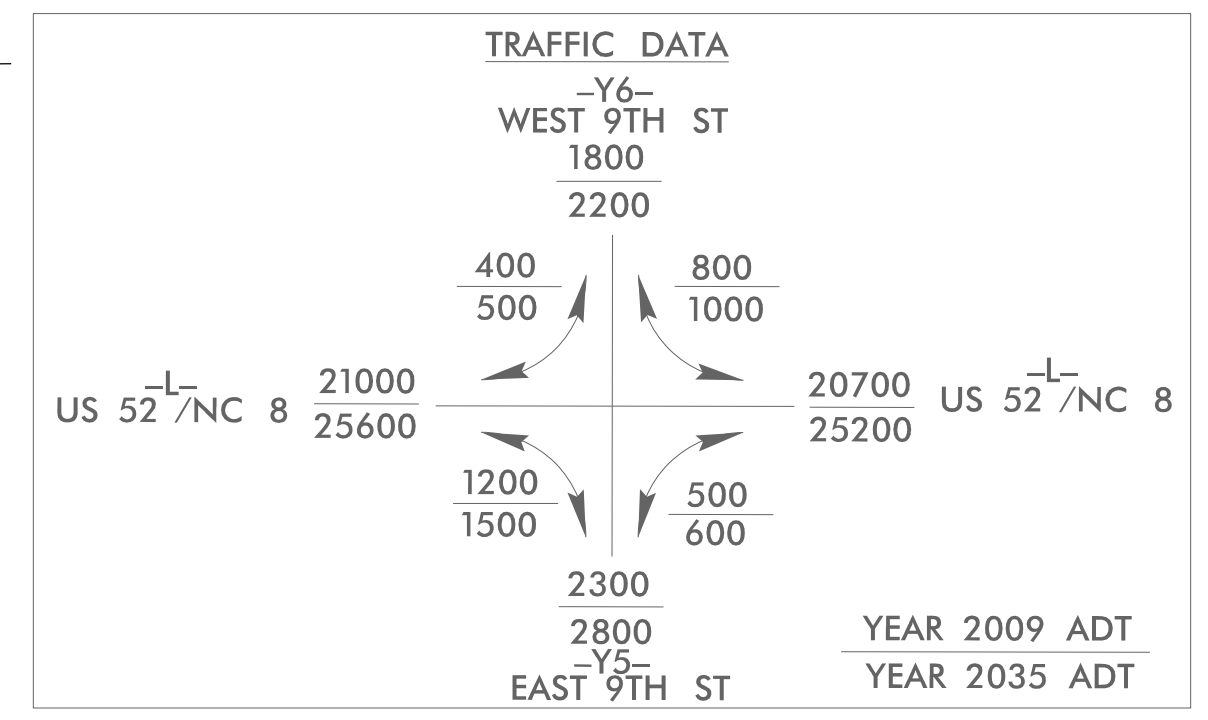 TRAFFIC DATA
–Y6–
WEST 9TH ST
1800
2200
400
500
800
1000
–L–
US 52 /NC 8
21000
25600
20700
25200
–L–
US 52 /NC 8
1200
1500
500
600
2300
2800
–Y5–
EAST 9TH ST
YEAR 2009 ADT
YEAR 2035 ADT